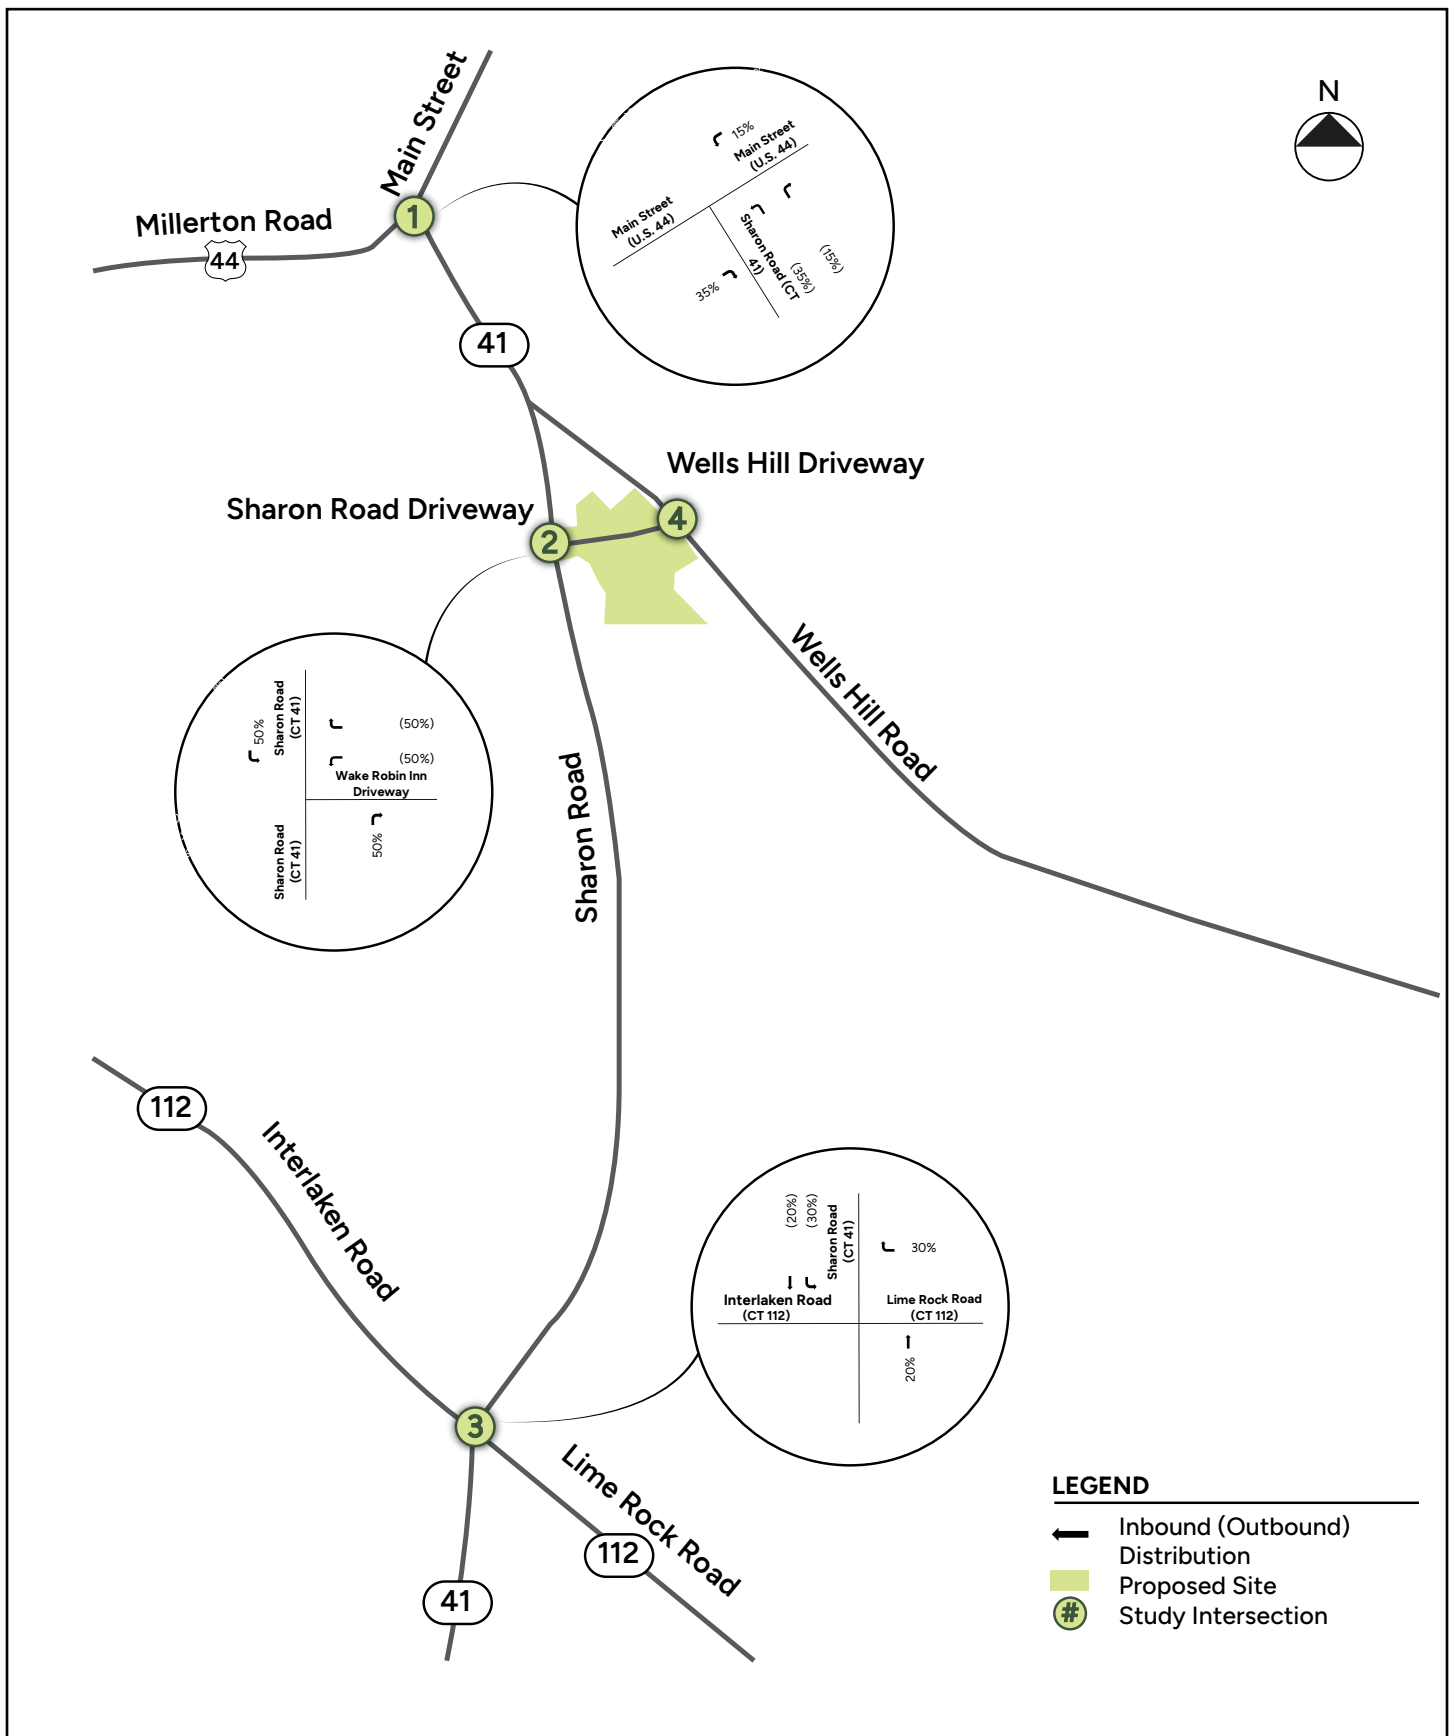 N
Main Street
Millerton Road
44
1
15%
Main Street
(U.S. 44)
Main Street
(U.S. 44)
Sharon Road (CT
41)
(35%)
(15%)
35%
41
Wells Hill Driveway
Sharon Road Driveway
2
4
Wells Hill Road
50%
Sharon Road
(CT 41)
(50%)
(50%)
Wake Robin Inn
Driveway
Sharon Road
(CT 41)
50%
Sharon Road
112
Interlaken Road
(20%)
(30%)
Sharon Road
(CT 41)
30%
Interlaken Road
(CT 112)
Lime Rock Road
(CT 112)
20%
3
Lime Rock Road
112
41
LEGEND
Inbound (Outbound)
Distribution
Proposed Site
# Study Intersection